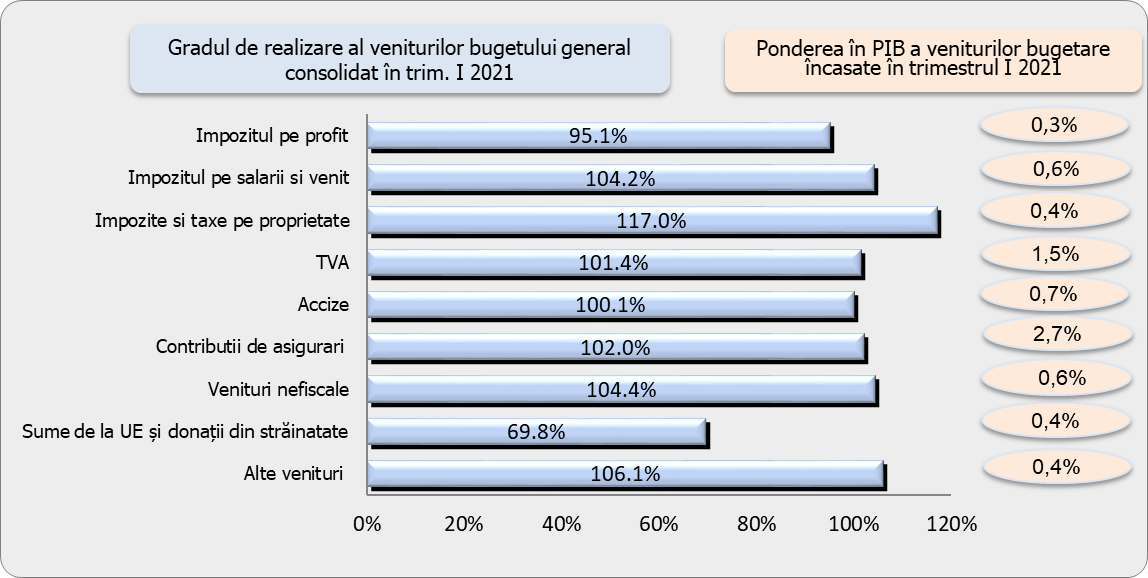 Gradul de realizare al veniturilor bugetului general
consolidat în trim. I 2021
Ponderea în PIB a veniturilor bugetare
încasate în trimestrul I 2021
Impozitul pe profit 95.1% 0,3%
Impozitul pe salarii si venit 104.2% 0,6%
Impozite si taxe pe proprietate 117.0% 0,4%
TVA 101.4% 1,5%
Accize 100.1% 0,7%
Contributii de asigurari 102.0% 2,7%
Venituri nefiscale 104.4% 0,6%
Sume de la UE și donații din străinatate 69.8% 0,4%
Alte venituri 106.1% 0,4%
0% 20% 40% 60% 80% 100% 120%